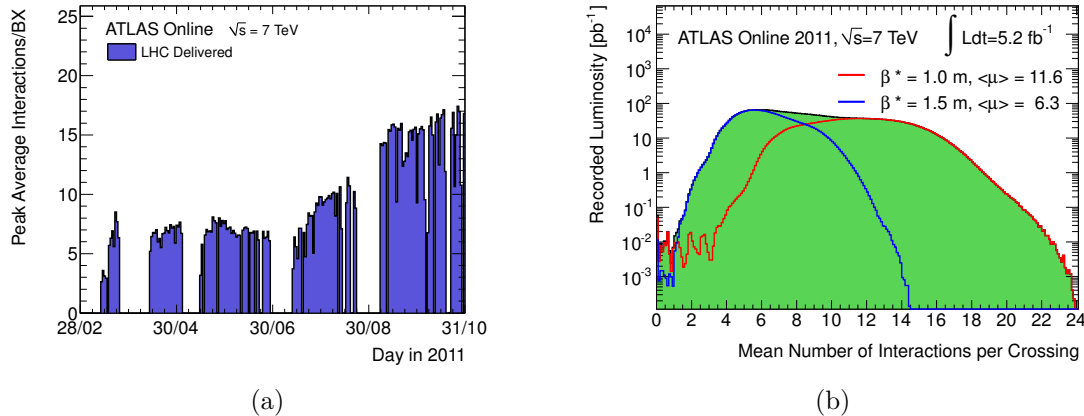 ATLAS Online √s = 7 TeV
LHC Delivered
Peak Average Interactions/BX
25
20
15
10
5
0
28/02 30/04 30/06 30/08 31/10
Day in 2011
(a)
ATLAS Online 2011, √s=7 TeV ∫ Ldt=5.2 fb⁻¹
β * = 1.0 m, <μ> = 11.6
β * = 1.5 m, <μ> = 6.3
Recorded Luminosity [pb⁻¹]
10⁴
10³
10²
10
1
10⁻¹
10⁻²
10⁻³
0 2 4 6 8 10 12 14 16 18 20 22 24
Mean Number of Interactions per Crossing
(b)